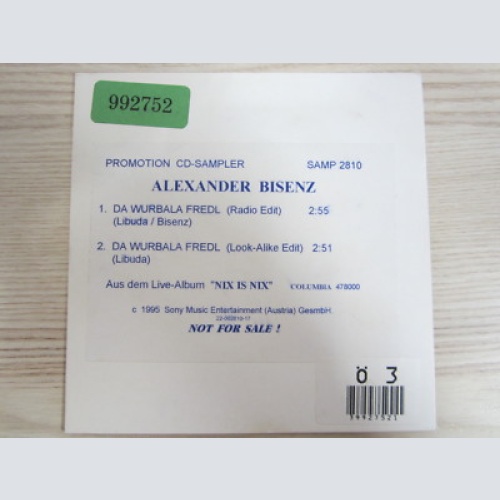 992752
PROMOTION CD-SAMPLER SAMP 2810
ALEXANDER BISENZ
1. DA WURBALA FREDL (Radio Edit) 2:55
(Libuda / Bisenz)
2. DA WURBALA FREDL (Look-Alike Edit) 2:51
(Libuda)
Aus dem Live-Album "NIX IS NIX" COLUMBIA 478000
c 1995 Sony Music Entertainment (Austria) GesmbH.
NOT FOR SALE !
Ö 3